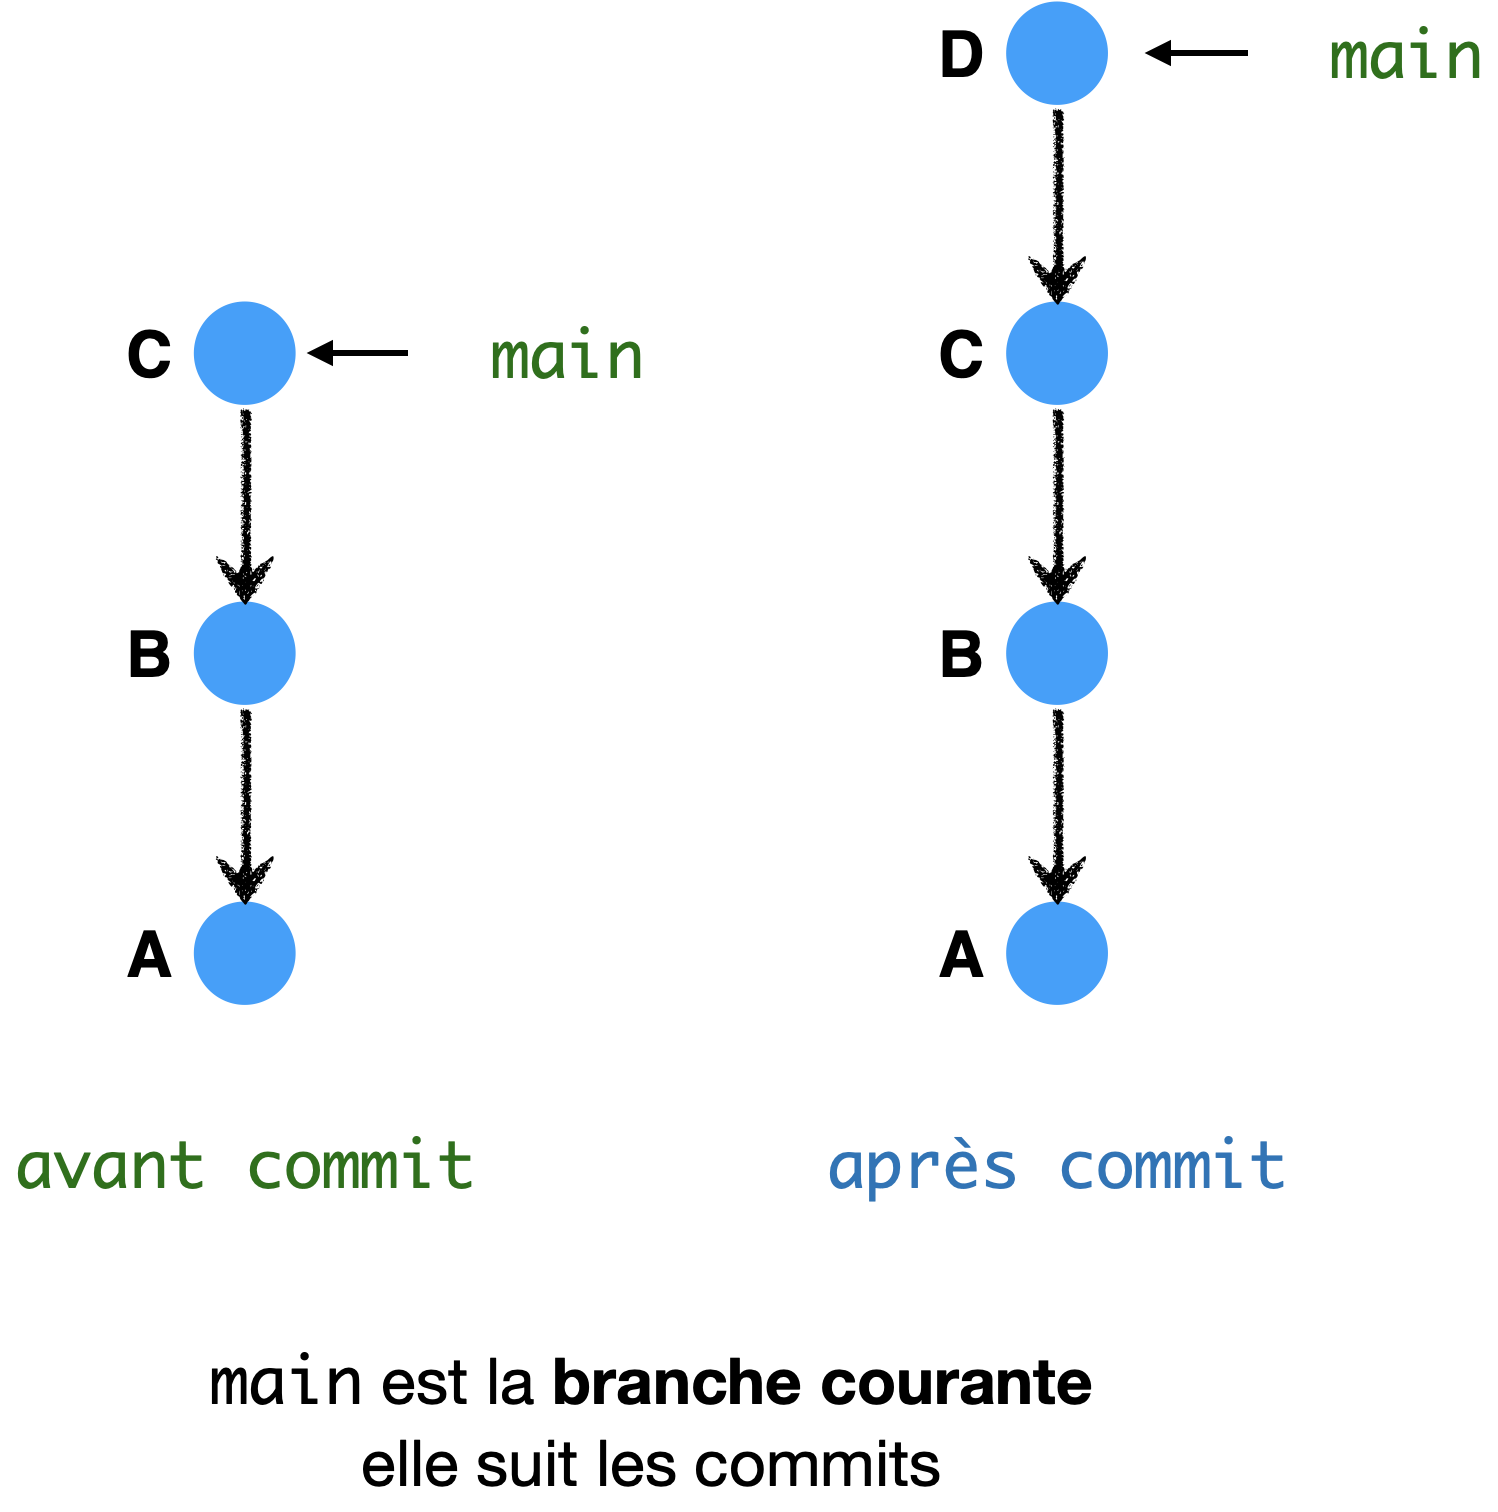 D main
C main C
B B
A A
avant commit après commit
main est la branche courante
elle suit les commits